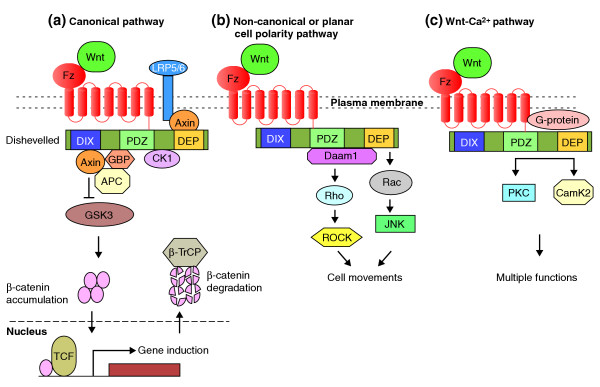 (a) Canonical pathway
Wnt
Fz
LRP5/6
Axin
Dishevelled
DIX
PDZ
DEP
Axin
GBP
CK1
APC
GSK3
β-TrCP
β-catenin
accumulation
β-catenin
degradation
Nucleus
TCF
Gene induction
(b) Non-canonical or planar
cell polarity pathway
Wnt
Fz
Plasma membrane
DIX
PDZ
DEP
Daam1
Rho
Rac
ROCK
JNK
Cell movements
(c) Wnt-Ca²⁺ pathway
Wnt
Fz
G-protein
DIX
PDZ
DEP
PKC
CamK2
Multiple functions